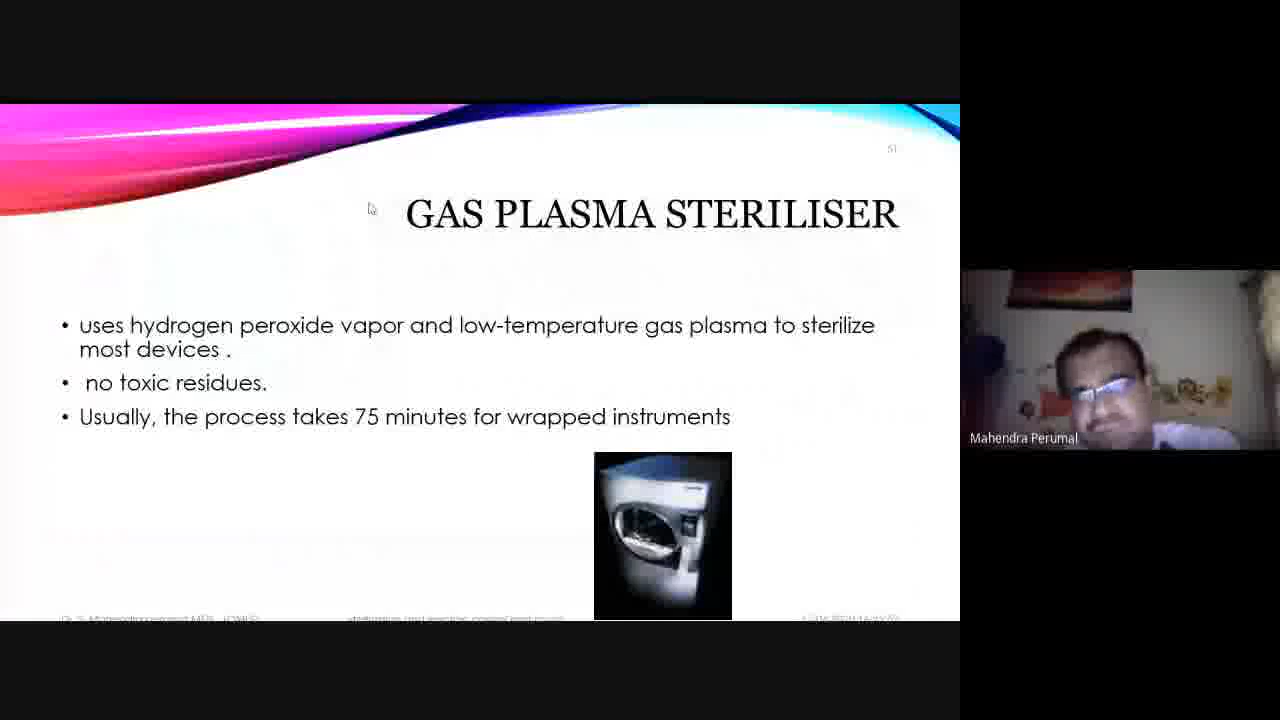 51
GAS PLASMA STERILISER
• uses hydrogen peroxide vapor and low-temperature gas plasma to sterilize
most devices .
• no toxic residues.
• Usually, the process takes 75 minutes for wrapped instruments
Mahendra Perumal